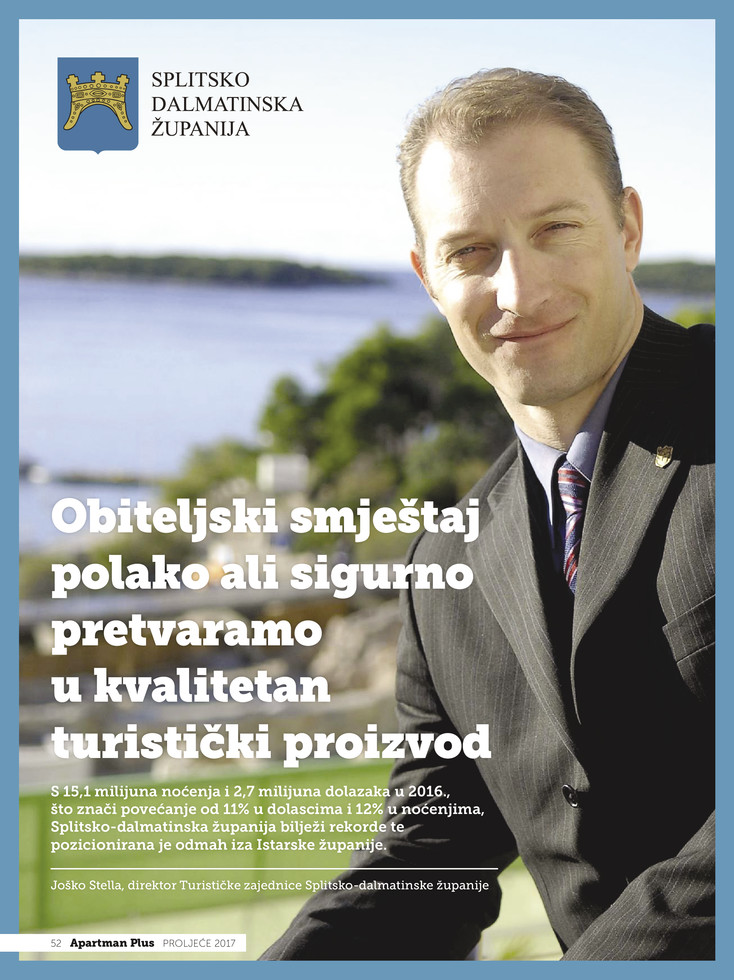 SPLITSKO
DALMATINSKA
ŽUPANIJA
Obiteljski smještaj
polako ali sigurno
pretvaramo
u kvalitetan
turistički proizvod
S 15,1 milijuna noćenja i 2,7 milijuna dolazaka u 2016.,
što znači povećanje od 11% u dolascima i 12% u noćenjima,
Splitsko-dalmatinska županija bilježi rekorde te
pozicionirana je odmah iza Istarske županije.
Joško Stella, direktor Turističke zajednice Splitsko-dalmatinske županije
52 Apartman Plus PROLJEĆE 2017